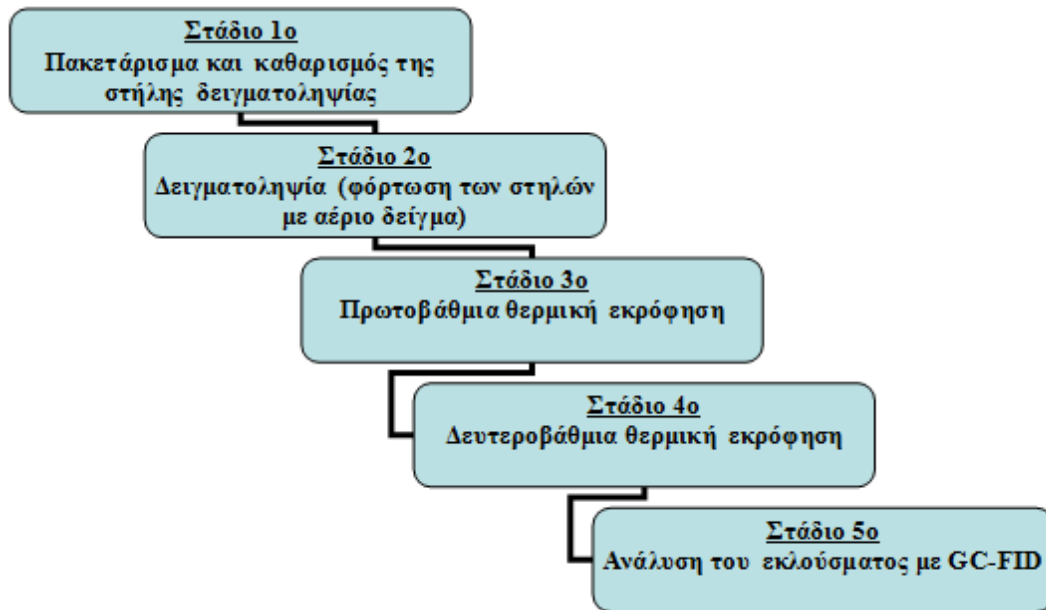 Στάδιο 1ο
Πακετάρισμα και καθαρισμός της
στήλης δειγματοληψίας
Στάδιο 2ο
Δειγματοληψία (φόρτωση των στηλών
με αέριο δείγμα)
Στάδιο 3ο
Πρωτοβάθμια θερμική εκρόφηση
Στάδιο 4ο
Δευτεροβάθμια θερμική εκρόφηση
Στάδιο 5ο
Ανάλυση του εκλούσματος με GC-FID